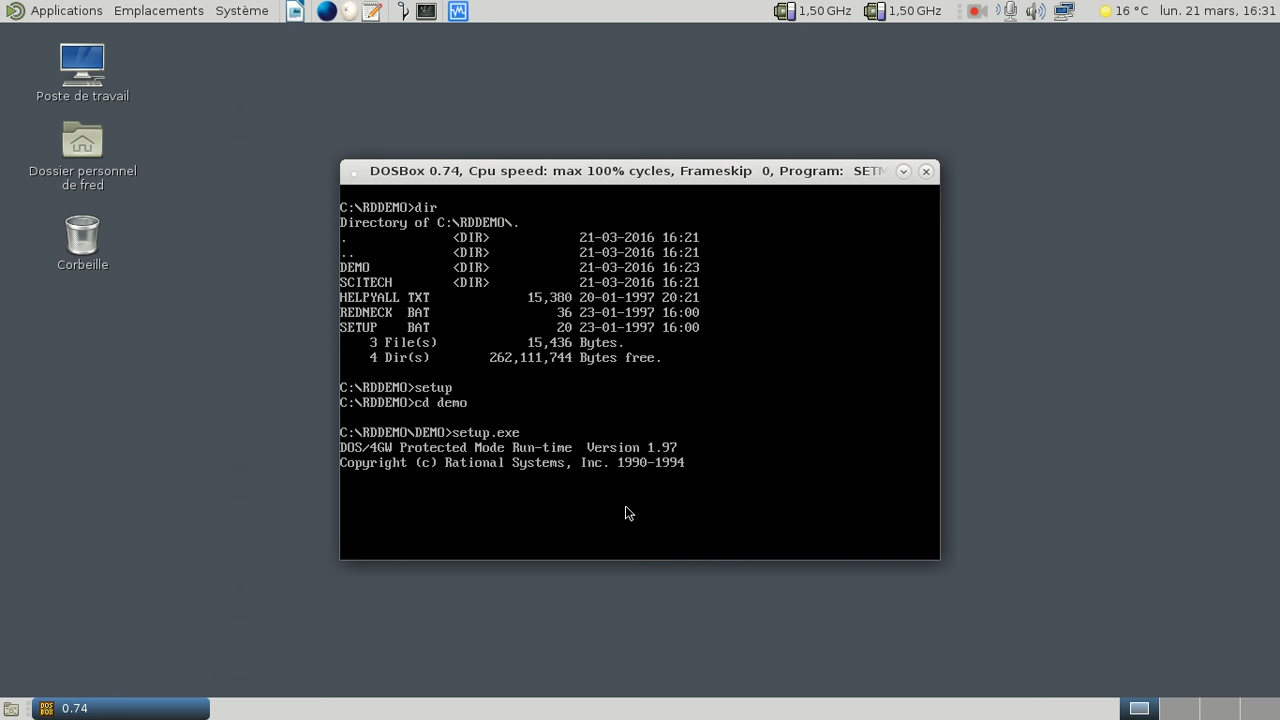 Applications Emplacements Système 1,50 GHz 1,50 GHz 16 °C lun. 21 mars, 16:31
Poste de travail
Dossier personnel
de fred
Corbeille
DOSBox 0.74, Cpu speed: max 100% cycles, Frameskip 0, Program: SETM
C:\RDDEMO>dir
Directory of C:\RDDEMO\.
. <DIR> 21-03-2016 16:21
.. <DIR> 21-03-2016 16:21
DEMO <DIR> 21-03-2016 16:23
SCITECH <DIR> 21-03-2016 16:21
HELPYALL TXT 15,380 20-01-1997 20:21
REDNECK BAT 36 23-01-1997 16:00
SETUP BAT 20 23-01-1997 16:00
3 File(s) 15,436 Bytes.
4 Dir(s) 262,111,744 Bytes free.
C:\RDDEMO>setup
C:\RDDEMO>cd demo
C:\RDDEMO\DEMO>setup.exe
DOS/4GW Protected Mode Run-time Version 1.97
Copyright (c) Rational Systems, Inc. 1990-1994
DOS BOX 0.74